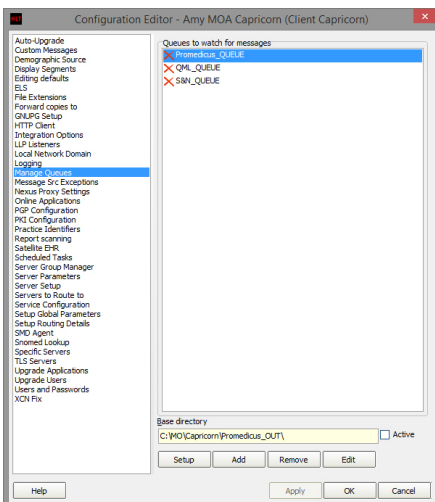 Configuration Editor - Amy MOA Capricorn (Client Capricorn)
Auto-Upgrade
Custom Messages
Demographic Source
Display Segments
Editing defaults
ELS
File Extensions
Forward copies to
GNUPG Setup
HTTP Client
Integration Options
LLP Listeners
Local Network Domain
Logging
Manage Queues
Message Src Exceptions
Nexus Proxy Settings
Online Applications
PGP Configuration
PKI Configuration
Practice Identifiers
Report scanning
Satellite EHR
Scheduled Tasks
Server Group Manager
Server Parameters
Server Setup
Servers to Route to
Service Configuration
Setup Global Parameters
Setup Routing Details
SMD Agent
Snomed Lookup
Specific Servers
TLS Servers
Upgrade Applications
Upgrade Users
Users and Passwords
XCN Fix
Queues to watch for messages
Promedicus_QUEUE
QML_QUEUE
S&N_QUEUE
Base directory
C:\MO\Capricorn\Promedicus_OUT\
Active
Setup Add Remove Edit
Help Apply OK Cancel